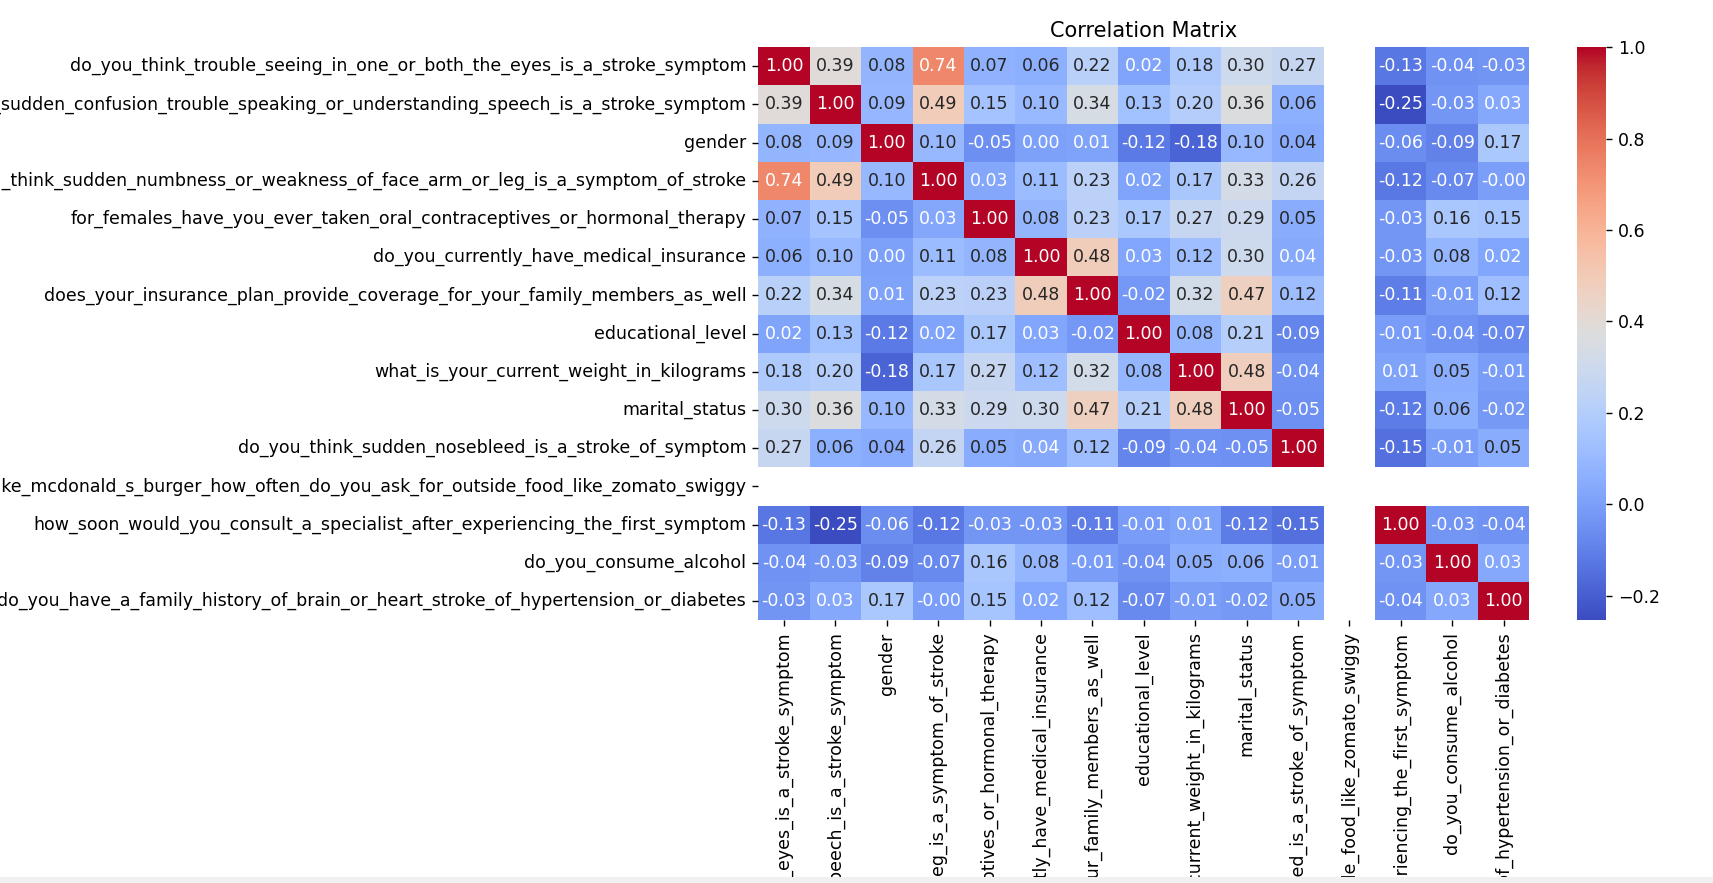 Correlation Matrix
do_you_think_trouble_seeing_in_one_or_both_the_eyes_is_a_stroke_symptom 1.00 0.39 0.08 0.74 0.07 0.06 0.22 0.02 0.18 0.30 0.27 -0.13 -0.04 -0.03
_sudden_confusion_trouble_speaking_or_understanding_speech_is_a_stroke_symptom 0.39 1.00 0.09 0.49 0.15 0.10 0.34 0.13 0.20 0.36 0.06 -0.25 -0.03 0.03
gender 0.08 0.09 1.00 0.10 -0.05 0.00 0.01 -0.12 -0.18 0.10 0.04 -0.06 -0.09 0.17
_think_sudden_numbness_or_weakness_of_face_arm_or_leg_is_a_symptom_of_stroke 0.74 0.49 0.10 1.00 0.03 0.11 0.23 0.02 0.17 0.33 0.26 -0.12 -0.07 -0.00
for_females_have_you_ever_taken_oral_contraceptives_or_hormonal_therapy 0.07 0.15 -0.05 0.03 1.00 0.08 0.23 0.17 0.27 0.29 0.05 -0.03 0.16 0.15
do_you_currently_have_medical_insurance 0.06 0.10 0.00 0.11 0.08 1.00 0.48 0.03 0.12 0.30 0.04 -0.03 0.08 0.02
does_your_insurance_plan_provide_coverage_for_your_family_members_as_well 0.22 0.34 0.01 0.23 0.23 0.48 1.00 -0.02 0.32 0.47 0.12 -0.11 -0.01 0.12
educational_level 0.02 0.13 -0.12 0.02 0.17 0.03 -0.02 1.00 0.08 0.21 -0.09 -0.01 -0.04 -0.07
what_is_your_current_weight_in_kilograms 0.18 0.20 -0.18 0.17 0.27 0.12 0.32 0.08 1.00 0.48 -0.04 0.01 0.05 -0.01
marital_status 0.30 0.36 0.10 0.33 0.29 0.30 0.47 0.21 0.48 1.00 -0.05 -0.12 0.06 -0.02
do_you_think_sudden_nosebleed_is_a_stroke_of_symptom 0.27 0.06 0.04 0.26 0.05 0.04 0.12 -0.09 -0.04 -0.05 1.00 -0.15 -0.01 0.05
ke_mcdonald_s_burger_how_often_do_you_ask_for_outside_food_like_zomato_swiggy
how_soon_would_you_consult_a_specialist_after_experiencing_the_first_symptom -0.13 -0.25 -0.06 -0.12 -0.03 -0.03 -0.11 -0.01 0.01 -0.12 -0.15 1.00 -0.03 -0.04
do_you_consume_alcohol -0.04 -0.03 -0.09 -0.07 0.16 0.08 -0.01 -0.04 0.05 0.06 -0.01 -0.03 1.00 0.03
do_you_have_a_family_history_of_brain_or_heart_stroke_of_hypertension_or_diabetes -0.03 0.03 0.17 -0.00 0.15 0.02 0.12 -0.07 -0.01 -0.02 0.05 -0.04 0.03 1.00
_eyes_is_a_stroke_symptom
peech_is_a_stroke_symptom
gender
eg_is_a_symptom_of_stroke
ptives_or_hormonal_therapy
tly_have_medical_insurance
ur_family_members_as_well
educational_level
current_weight_in_kilograms
marital_status
ed_is_a_stroke_of_symptom
le_food_like_zomato_swiggy
riencing_the_first_symptom
do_you_consume_alcohol
of_hypertension_or_diabetes
1.0
0.8
0.6
0.4
0.2
0.0
−0.2